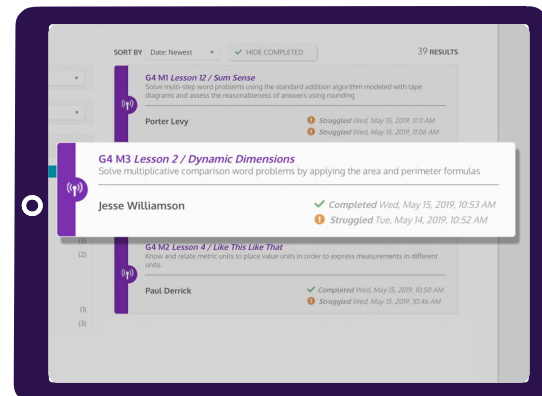 SORT BY Date: Newest HIDE COMPLETED 39 RESULTS
G4 M1 Lesson 12 / Sum Sense
Solve multi-step word problems using the standard addition algorithm modeled with tape
diagrams and assess the reasonableness of answers using rounding
Porter Levy
Struggled Wed, May 15, 2019, 11:11 AM
Struggled Wed, May 15, 2019, 11:06 AM
G4 M3 Lesson 2 / Dynamic Dimensions
Solve multiplicative comparison word problems by applying the area and perimeter formulas
Jesse Williamson
Completed Wed, May 15, 2019, 10:53 AM
Struggled Tue, May 14, 2019, 10:52 AM
(3)
(2)
G4 M2 Lesson 4 / Like This Like That
Know and relate metric units to place value units in order to express measurements in different
units.
Paul Derrick
Completed Wed, May 15, 2019, 10:50 AM
Struggled Wed, May 15, 2019, 10:46 AM
(1)
(3)